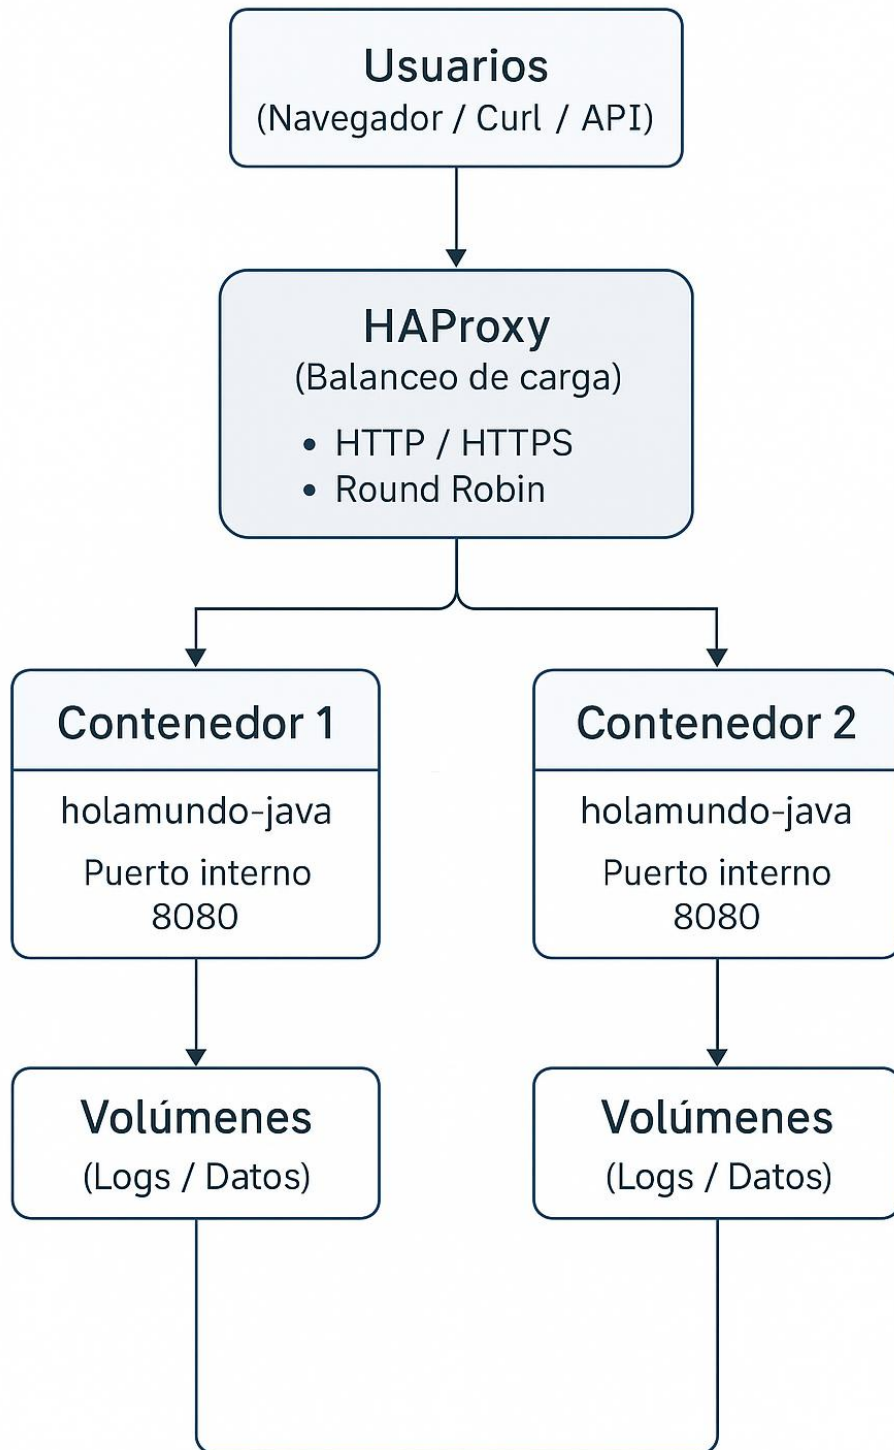 Usuarios
(Navegador / Curl / API)
HAProxy
(Balanceo de carga)
• HTTP / HTTPS
• Round Robin
Contenedor 1
holamundo-java
Puerto interno
8080
Contenedor 2
holamundo-java
Puerto interno
8080
Volúmenes
(Logs / Datos)
Volúmenes
(Logs / Datos)